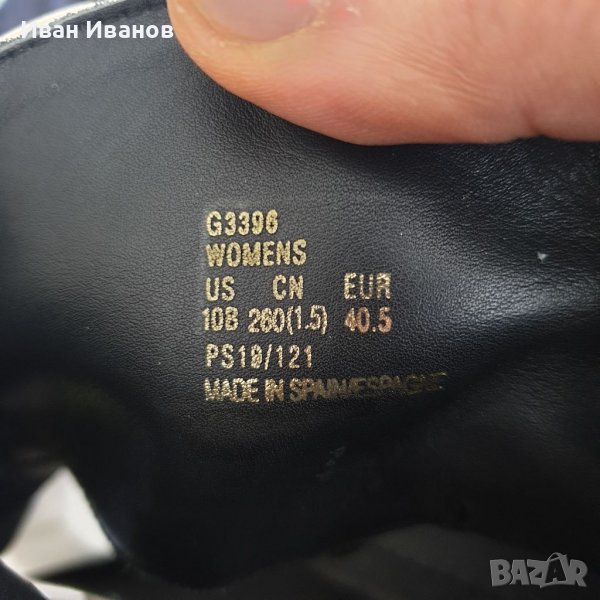 Иван Иванов
G3396
WOMENS
US CN EUR
10B 260(1.5) 40.5
PS19/121
MADE IN SPAIN/ESPAGNE
BAZAR